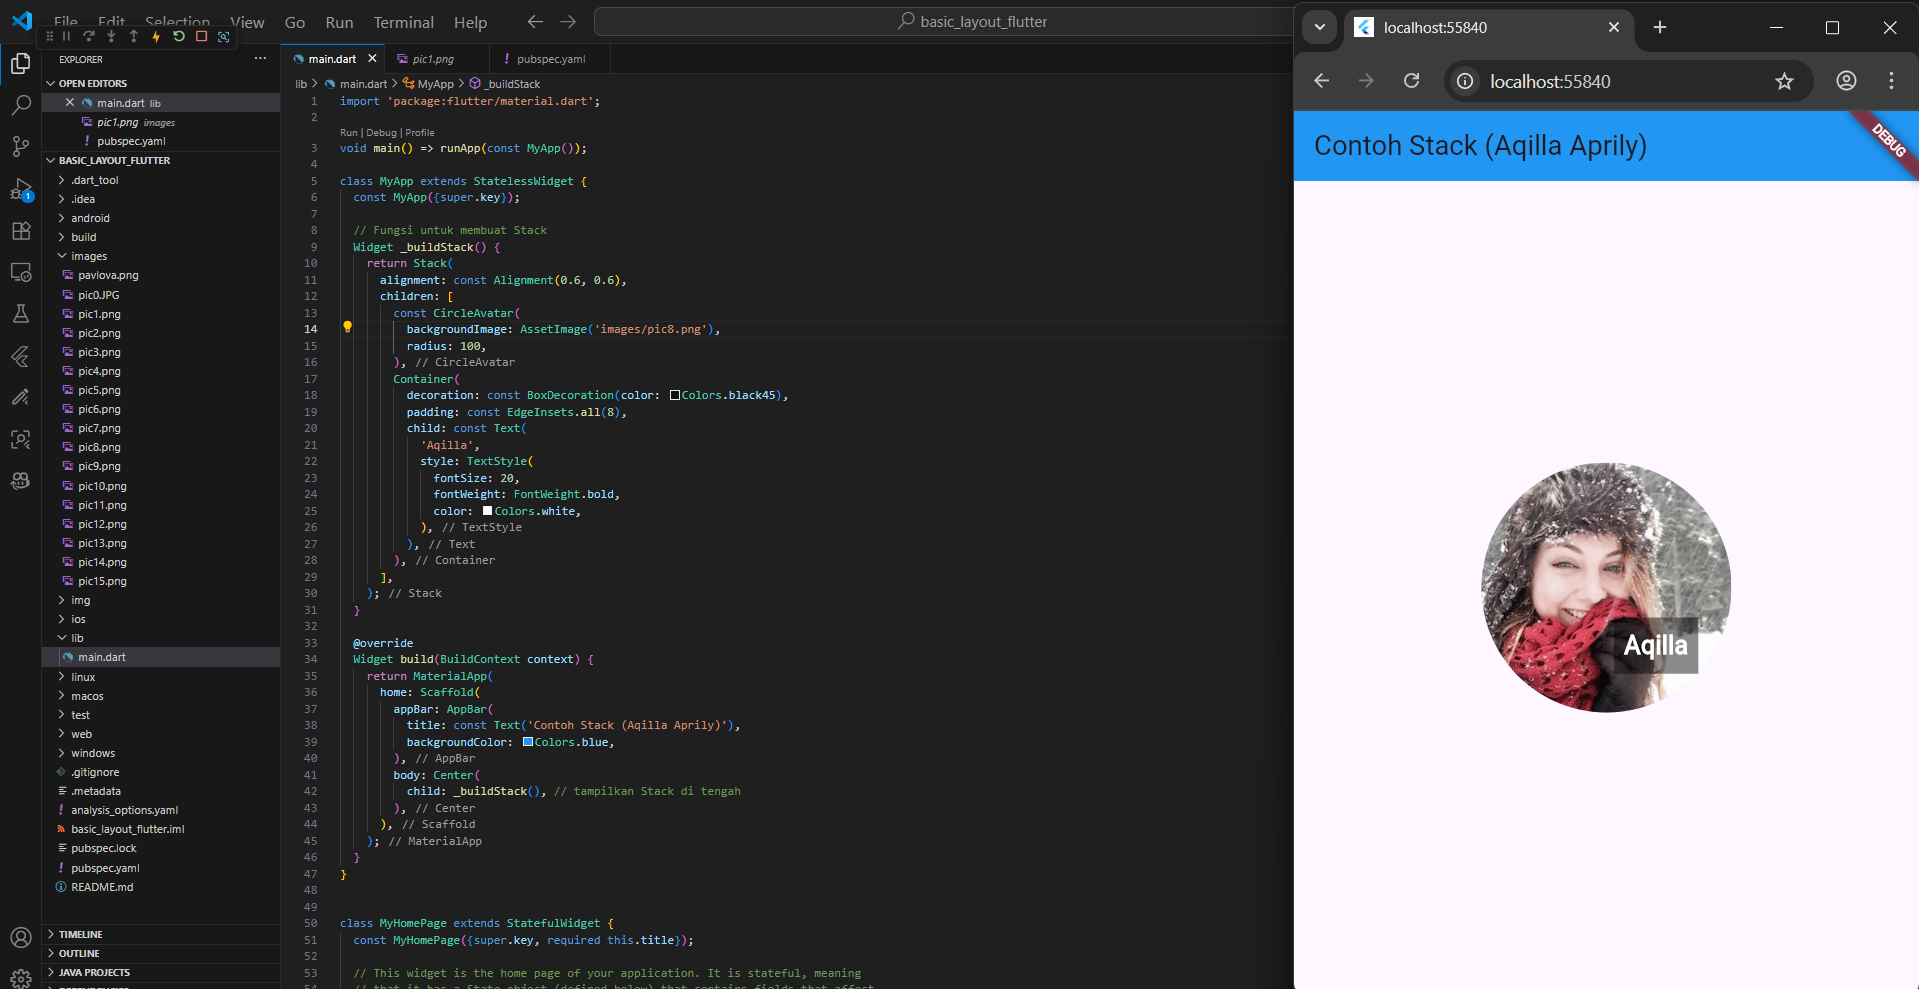 File Edit Selection View Go Run Terminal Help
basic_layout_flutter
EXPLORER
OPEN EDITORS
main.dart lib
pic1.png images
pubspec.yaml
BASIC_LAYOUT_FLUTTER
.dart_tool
.idea
android
build
images
pavlova.png
pic0.JPG
pic1.png
pic2.png
pic3.png
pic4.png
pic5.png
pic6.png
pic7.png
pic8.png
pic9.png
pic10.png
pic11.png
pic12.png
pic13.png
pic14.png
pic15.png
img
ios
lib
main.dart
linux
macos
test
web
windows
.gitignore
.metadata
analysis_options.yaml
basic_layout_flutter.iml
pubspec.lock
pubspec.yaml
README.md
TIMELINE
OUTLINE
JAVA PROJECTS
1
main.dart
pic1.png
pubspec.yaml
lib > main.dart > MyApp > _buildStack
1 import 'package:flutter/material.dart';
2
Run | Debug | Profile
3 void main() => runApp(const MyApp());
4
5 class MyApp extends StatelessWidget {
6 const MyApp({super.key});
7
8 // Fungsi untuk membuat Stack
9 Widget _buildStack() {
10 return Stack(
11 alignment: const Alignment(0.6, 0.6),
12 children: [
13 const CircleAvatar(
14 backgroundImage: AssetImage('images/pic8.png'),
15 radius: 100,
16 ), // CircleAvatar
17 Container(
18 decoration: const BoxDecoration(color: Colors.black45),
19 padding: const EdgeInsets.all(8),
20 child: const Text(
21 'Aqilla',
22 style: TextStyle(
23 fontSize: 20,
24 fontWeight: FontWeight.bold,
25 color: Colors.white,
26 ), // TextStyle
27 ), // Text
28 ), // Container
29 ],
30 ); // Stack
31 }
32
33 @override
34 Widget build(BuildContext context) {
35 return MaterialApp(
36 home: Scaffold(
37 appBar: AppBar(
38 title: const Text('Contoh Stack (Aqilla Aprily)'),
39 backgroundColor: Colors.blue,
40 ), // AppBar
41 body: Center(
42 child: _buildStack(), // tampilkan Stack di tengah
43 ), // Center
44 ), // Scaffold
45 ); // MaterialApp
46 }
47 }
48
49
50 class MyHomePage extends StatefulWidget {
51 const MyHomePage({super.key, required this.title});
52
53 // This widget is the home page of your application. It is stateful, meaning
54 // that it has a State object (defined below) that contains fields that affect
localhost:55840
localhost:55840
Contoh Stack (Aqilla Aprily)
DEBUG
Aqilla